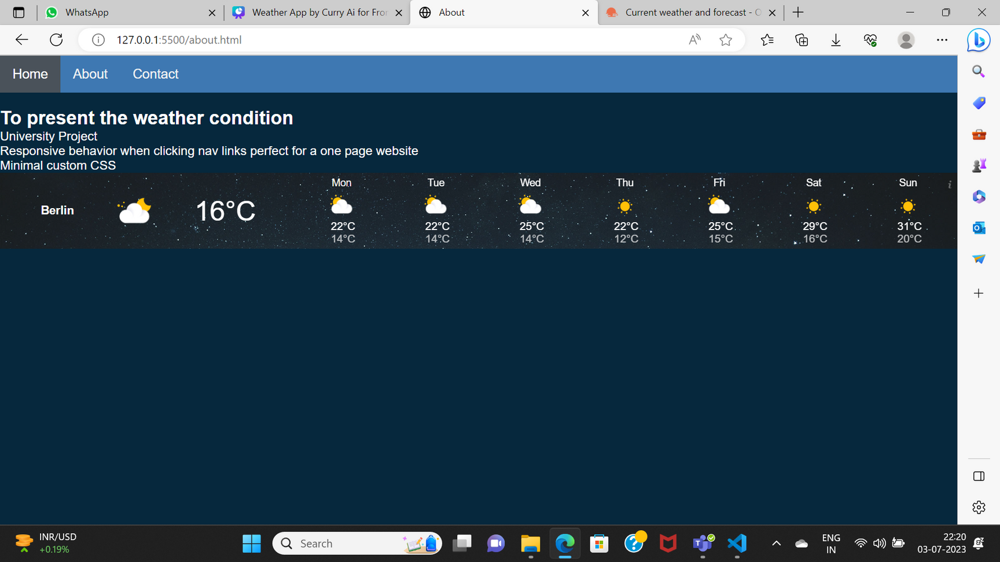 WhatsApp
Weather App by Curry Ai for Fror
About
Current weather and forecast - O
127.0.0.1:5500/about.html
Home About Contact
To present the weather condition
University Project
Responsive behavior when clicking nav links perfect for a one page website
Minimal custom CSS
Mon Tue Wed Thu Fri Sat Sun i
Berlin 16°C
22°C 22°C 25°C 22°C 25°C 29°C 31°C
14°C 14°C 14°C 12°C 15°C 16°C 20°C
INR/USD
+0.19%
Search
ENG
IN
22:20
03-07-2023